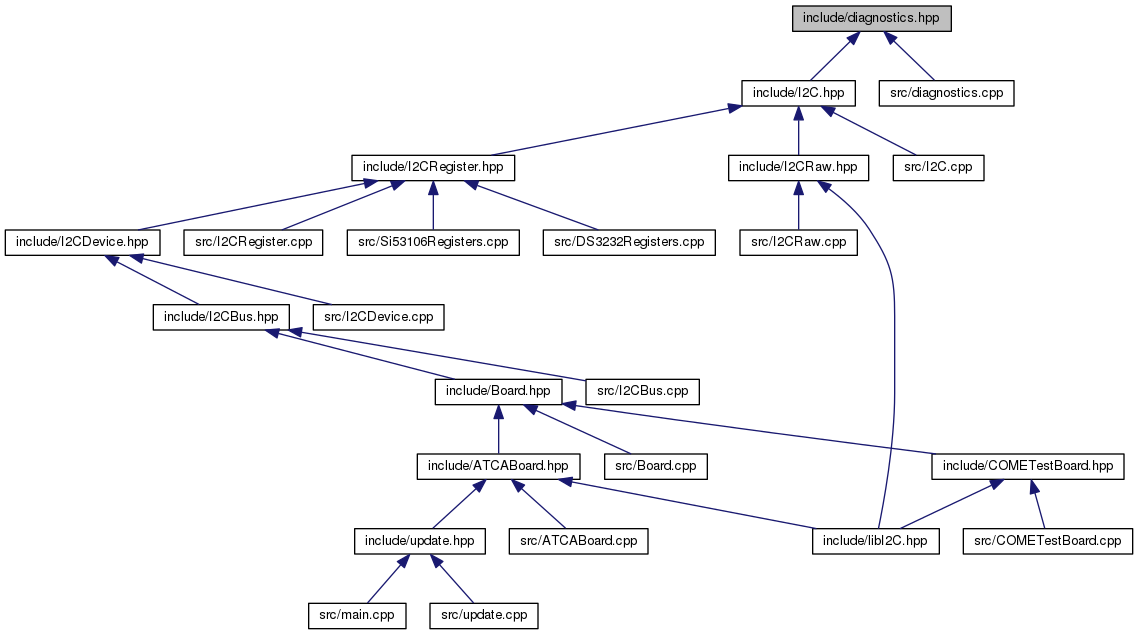 include/diagnostics.hpp
include/I2C.hpp
src/diagnostics.cpp
include/I2CRegister.hpp
include/I2CRaw.hpp
src/I2C.cpp
include/I2CDevice.hpp
src/I2CRegister.cpp
src/Si53106Registers.cpp
src/DS3232Registers.cpp
src/I2CRaw.cpp
include/I2CBus.hpp
src/I2CDevice.cpp
include/Board.hpp
src/I2CBus.cpp
include/ATCABoard.hpp
src/Board.cpp
include/COMETestBoard.hpp
include/update.hpp
src/ATCABoard.cpp
include/libI2C.hpp
src/COMETestBoard.cpp
src/main.cpp
src/update.cpp